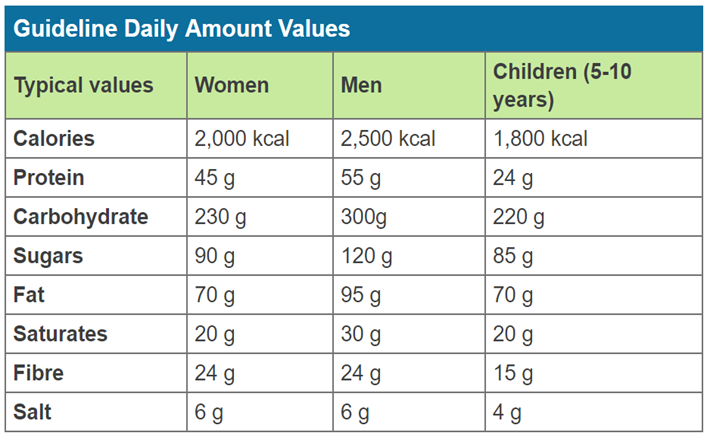 Guideline Daily Amount Values
Typical values Women Men Children (5-10
years)
Calories 2,000 kcal 2,500 kcal 1,800 kcal
Protein 45 g 55 g 24 g
Carbohydrate 230 g 300g 220 g
Sugars 90 g 120 g 85 g
Fat 70 g 95 g 70 g
Saturates 20 g 30 g 20 g
Fibre 24 g 24 g 15 g
Salt 6 g 6 g 4 g